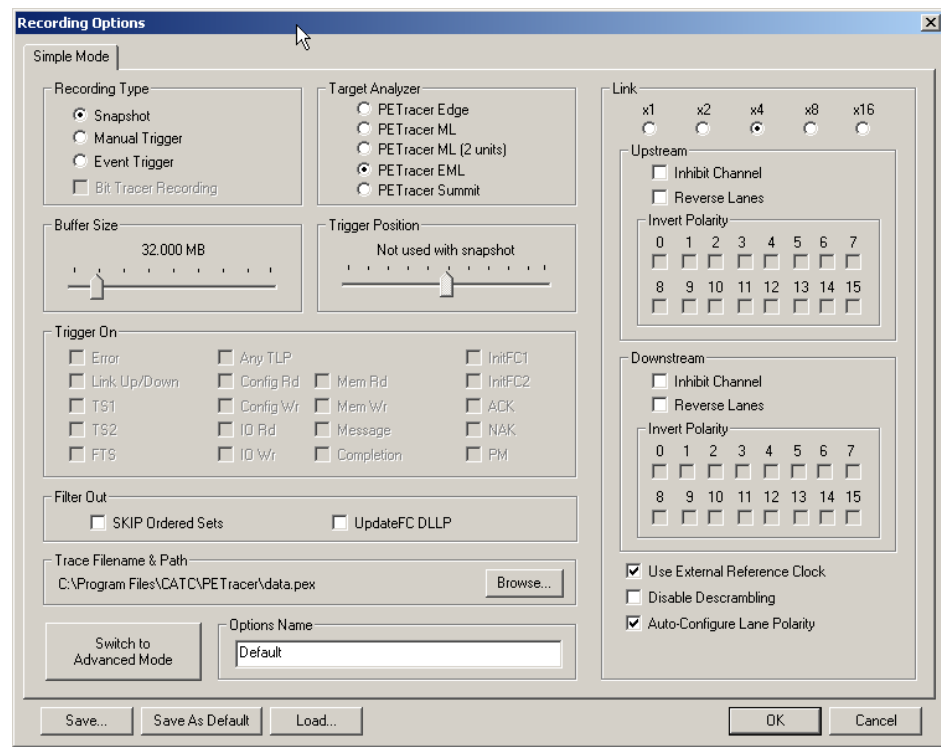 Recording Options
Simple Mode
Recording Type
Snapshot
Manual Trigger
Event Trigger
Bit Tracer Recording
Target Analyzer
PETracer Edge
PETracer ML
PETracer ML (2 units)
PETracer EML
PETracer Summit
Buffer Size
32.000 MB
Trigger Position
Not used with snapshot
Trigger On
Error
Link Up/Down
TS1
TS2
FTS
Any TLP
Config Rd
Config Wr
IO Rd
IO Wr
Mem Rd
Mem Wr
Message
Completion
InitFC1
InitFC2
ACK
NAK
PM
Filter Out
SKIP Ordered Sets
UpdateFC DLLP
Trace Filename & Path
C:\Program Files\CATC\PETracer\data.pex
Browse...
Switch to
Advanced Mode
Options Name
Default
Link
x1 x2 x4 x8 x16
Upstream
Inhibit Channel
Reverse Lanes
Invert Polarity
0 1 2 3 4 5 6 7
8 9 10 11 12 13 14 15
Downstream
Inhibit Channel
Reverse Lanes
Invert Polarity
0 1 2 3 4 5 6 7
8 9 10 11 12 13 14 15
Use External Reference Clock
Disable Descrambling
Auto-Configure Lane Polarity
Save...
Save As Default
Load...
OK
Cancel